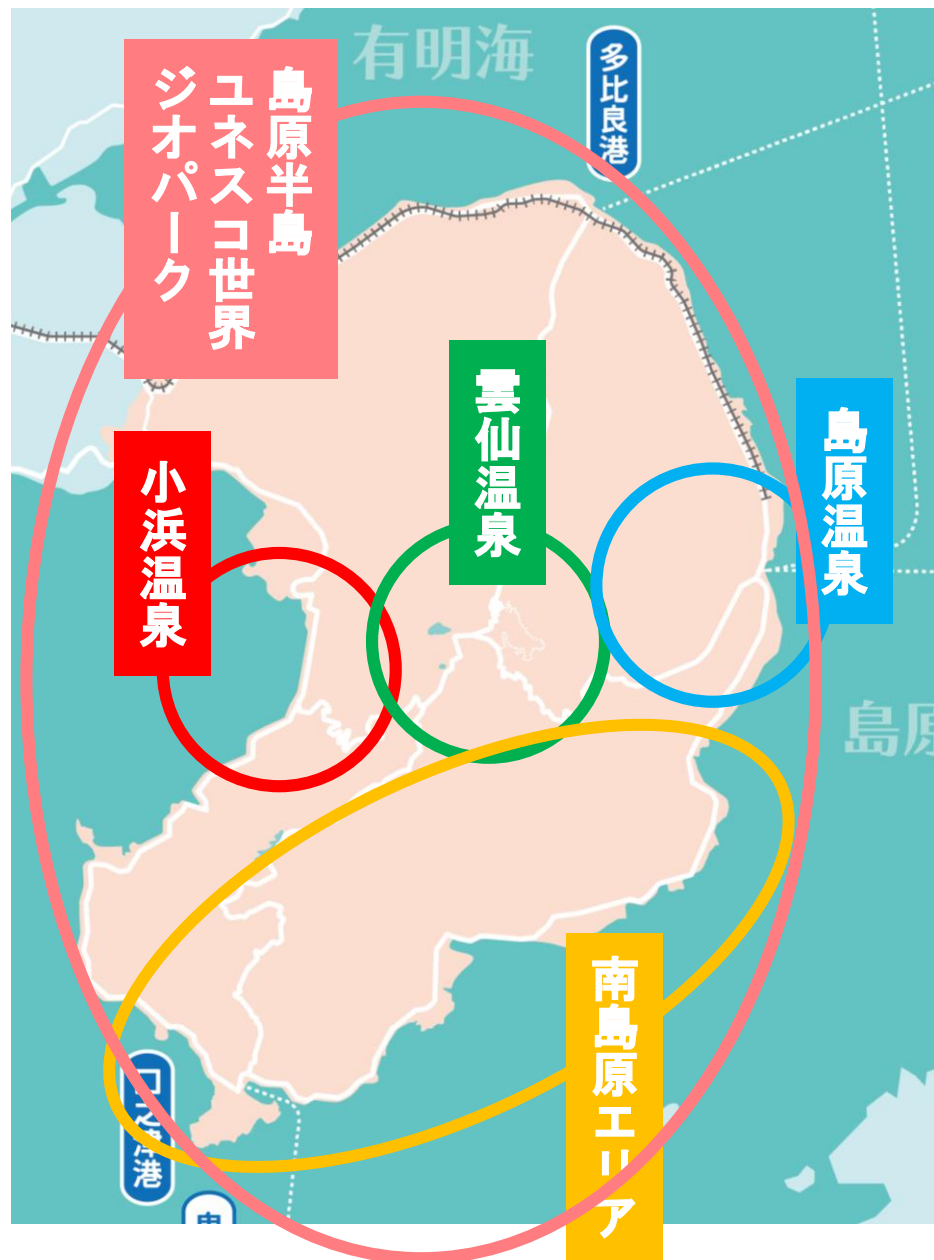 有明海
多比良港
島原半島
ユネスコ世界
ジオパーク
雲仙温泉
島原温泉
小浜温泉
島原
南島原エリア
口之津港